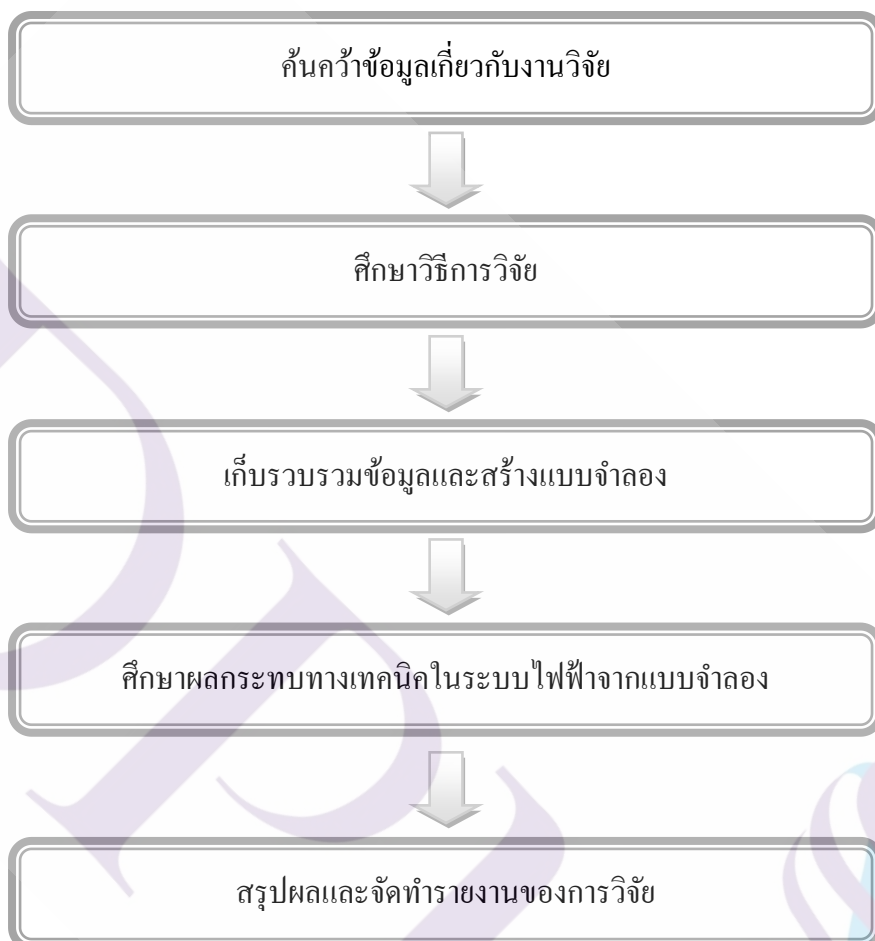 ค้นคว้าข้อมูลเกี่ยวกับงานวิจัย
ศึกษาวิธีการวิจัย
เก็บรวบรวมข้อมูลและสร้างแบบจำลอง
ศึกษาผลกระทบทางเทคนิคในระบบไฟฟ้าจากแบบจำลอง
สรุปผลและจัดทำรายงานของการวิจัย